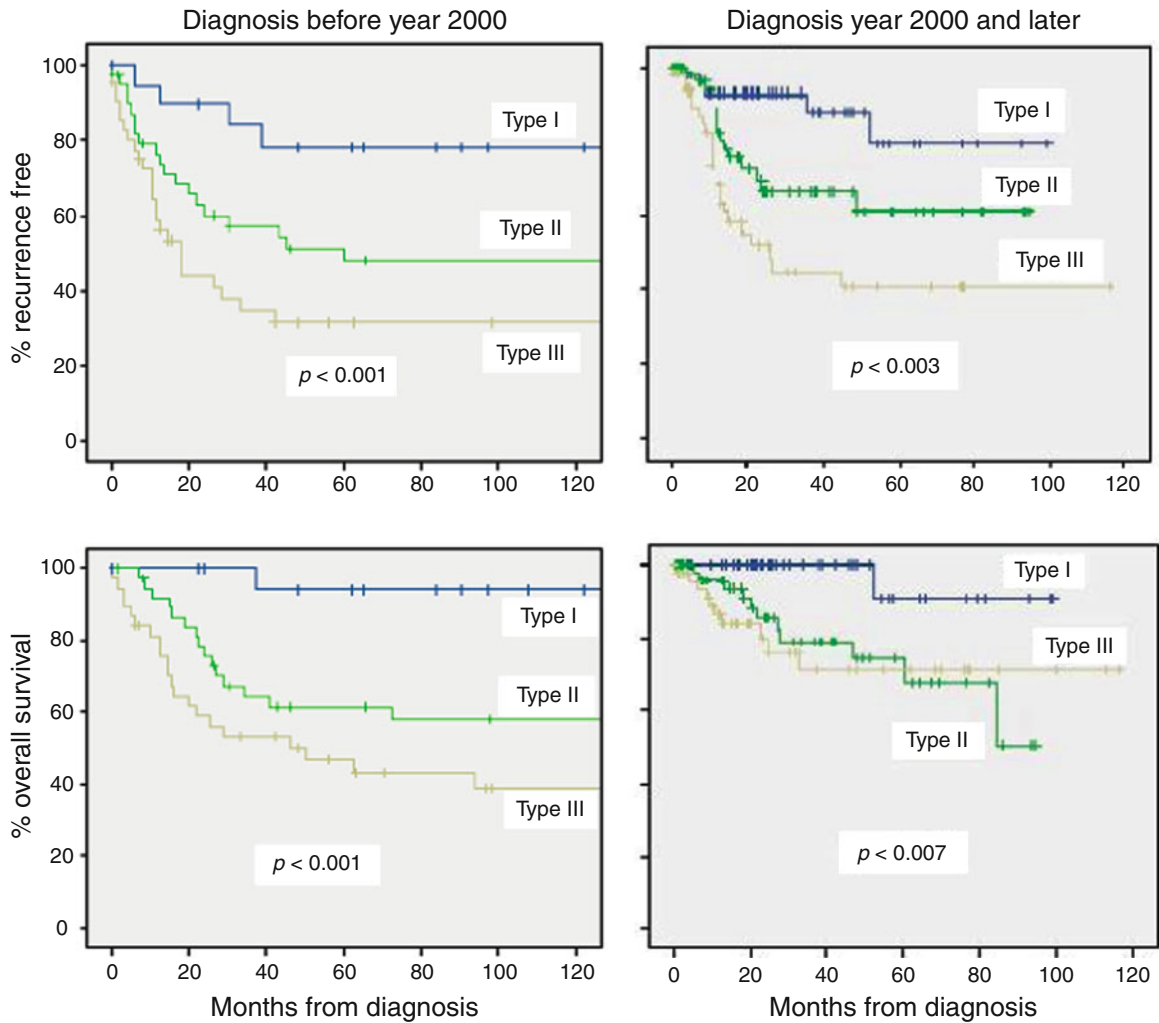 Diagnosis before year 2000
Diagnosis year 2000 and later
% recurrence free
100
80
60
40
20
0
Type I
Type II
Type III
p < 0.001
0 20 40 60 80 100 120
Type I
Type II
Type III
p < 0.003
0 20 40 60 80 100 120
% overall survival
100
80
60
40
20
0
Type I
Type II
Type III
p < 0.001
0 20 40 60 80 100 120
Months from diagnosis
Type I
Type III
Type II
p < 0.007
0 20 40 60 80 100 120
Months from diagnosis